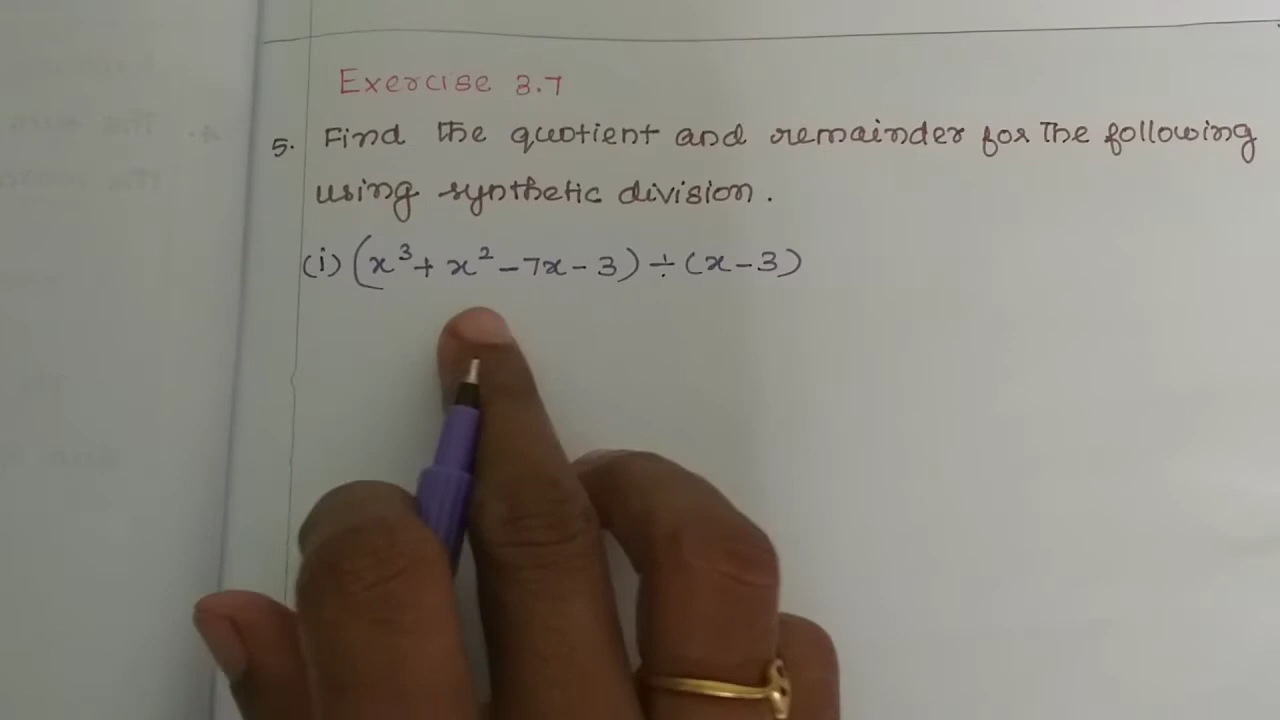 Exercise 3.7
5. Find the quotient and remainder for the following
using synthetic division.
(i) (x³ + x² - 7x - 3) ÷ (x - 3)